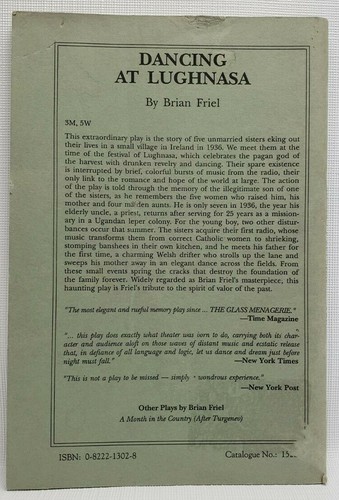 DANCING
AT LUGHNASA
By Brian Friel
3M, 5W
This extraordinary play is the story of five unmarried sisters eking out
their lives in a small village in Ireland in 1936. We meet them at the
time of the festival of Lughnasa, which celebrates the pagan god of
the harvest with drunken revelry and dancing. Their spare existence
is interrupted by brief, colorful bursts of music from the radio, their
only link to the romance and hope of the world at large. The action
of the play is told through the memory of the illegitimate son of one
of the sisters, as he remembers the five women who raised him, his
mother and four maiden aunts. He is only seven in 1936, the year his
elderly uncle, a priest, returns after serving for 25 years as a mission-
ary in a Ugandan leper colony. For the young boy, two other distur-
bances occur that summer. The sisters acquire their first radio, whose
music transforms them from correct Catholic women to shrieking,
stomping banshees in their own kitchen, and he meets his father for
the first time, a charming Welsh drifter who strolls up the lane and
sweeps his mother away in an elegant dance across the fields. From
these small events spring the cracks that destroy the foundation of
the family forever. Widely regarded as Brian Friel's masterpiece, this
haunting play is Friel's tribute to the spirit of valor of the past.
"The most elegant and rueful memory play since ... THE GLASS MENAGERIE."
—Time Magazine
"... this play does exactly what theater was born to do, carrying both its char-
acter and audience aloft on those waves of distant music and ecstatic release
that, in defiance of all language and logic, let us dance and dream just before
night must fall."
—New York Times
"This is not a play to be missed — simply wondrous experience."
—New York Post
Other Plays by Brian Friel
A Month in the Country (After Turgenev)
ISBN: 0-8222-1302-8
Catalogue No.: 15